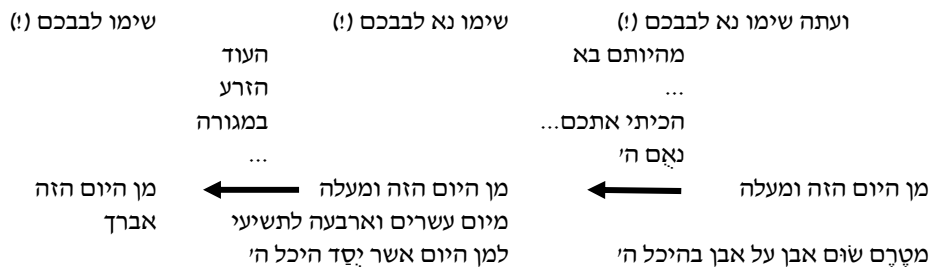 ועתה שימו נא לבבכם (!) שימו נא לבבכם (!) שימו לבבכם (!)
מהיותם בא העוד
... הזרע
הכיתי אתכם... במגורה
נאֻם ה' ...
מן היום הזה ומעלה מן היום הזה ומעלה מן היום הזה
מיום עשרים וארבעה לתשיעי אברך
מטֶרֶם שׂוּם אבן על אבן בהיכל ה' למן היום אשר יֻסַד היכל ה'